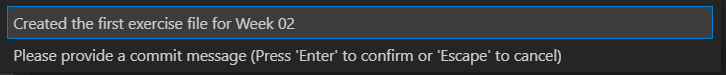 Created the first exercise file for Week 02
Please provide a commit message (Press 'Enter' to confirm or 'Escape' to cancel)